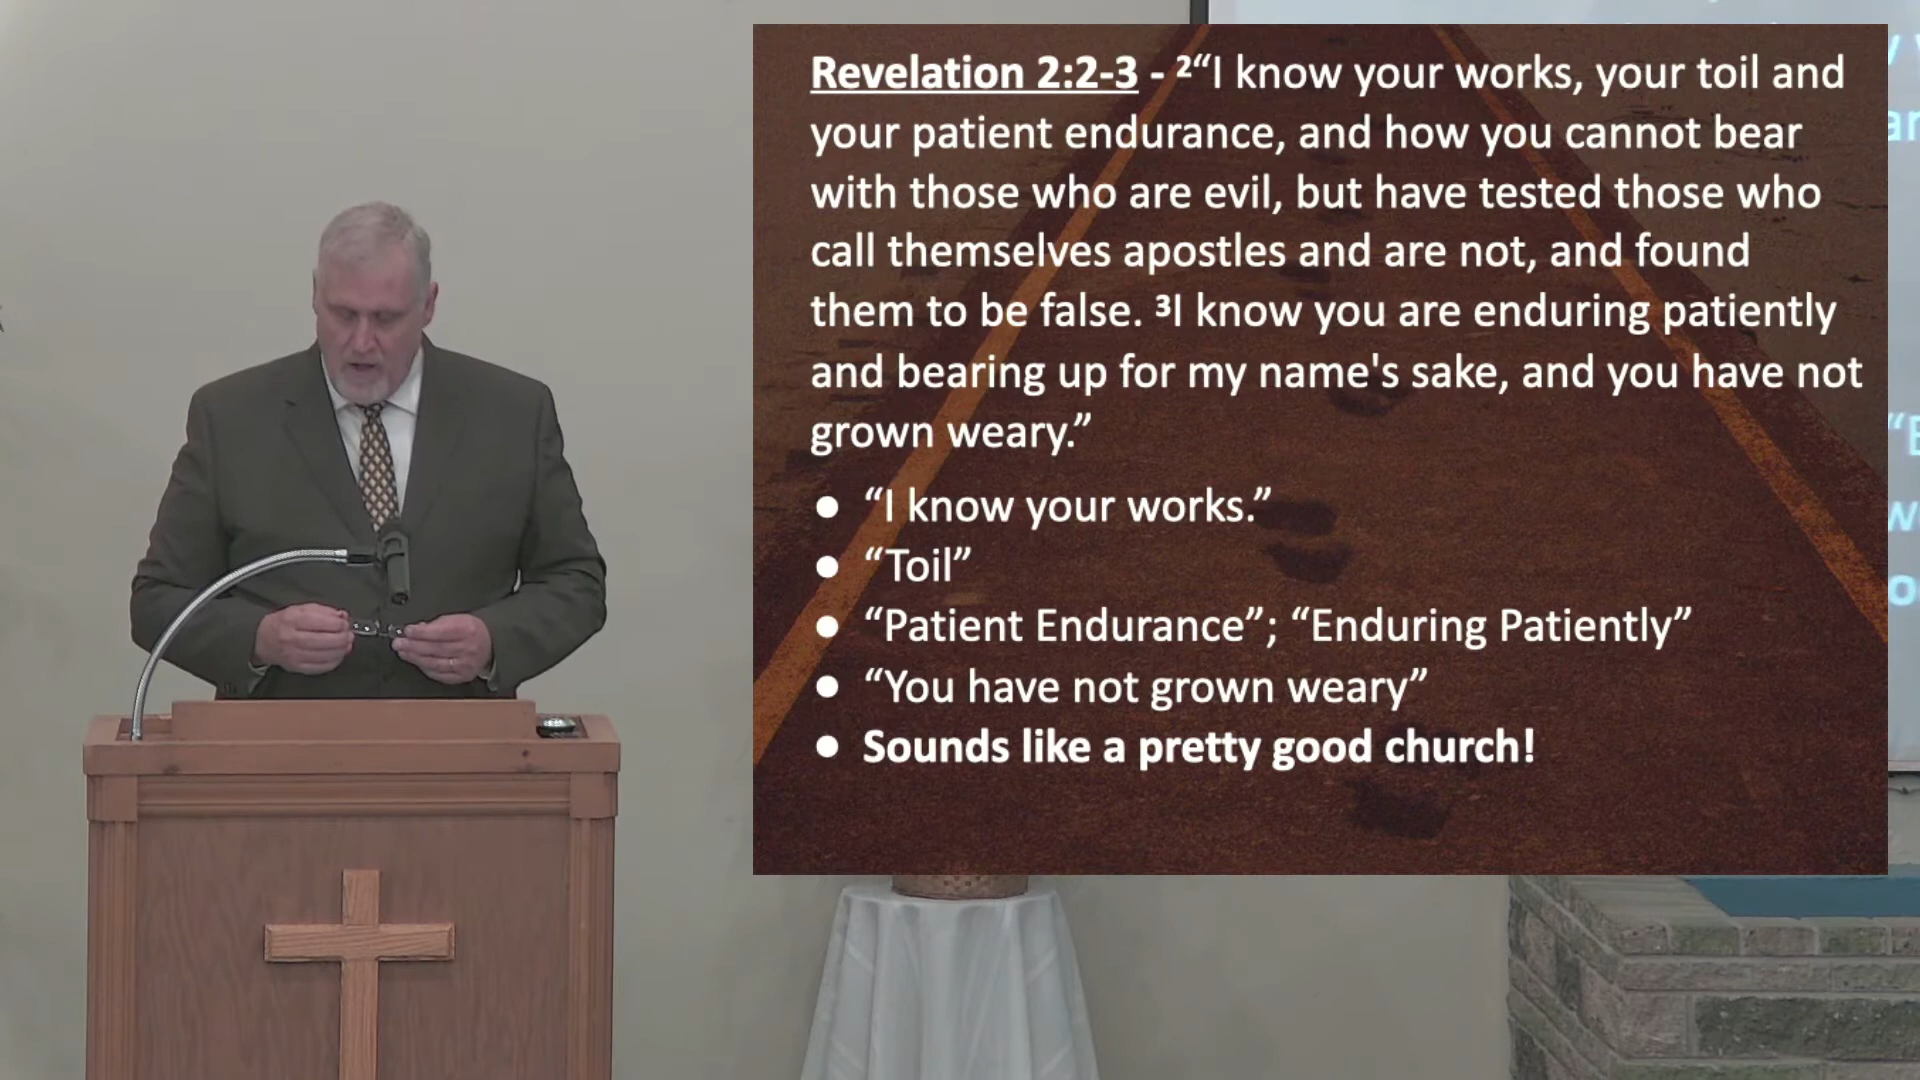 Revelation 2:2-3 - ²“I know your works, your toil and
your patient endurance, and how you cannot bear
with those who are evil, but have tested those who
call themselves apostles and are not, and found
them to be false. ³I know you are enduring patiently
and bearing up for my name's sake, and you have not
grown weary.”
● “I know your works.”
● “Toil”
● “Patient Endurance”; “Enduring Patiently”
● “You have not grown weary”
● Sounds like a pretty good church!